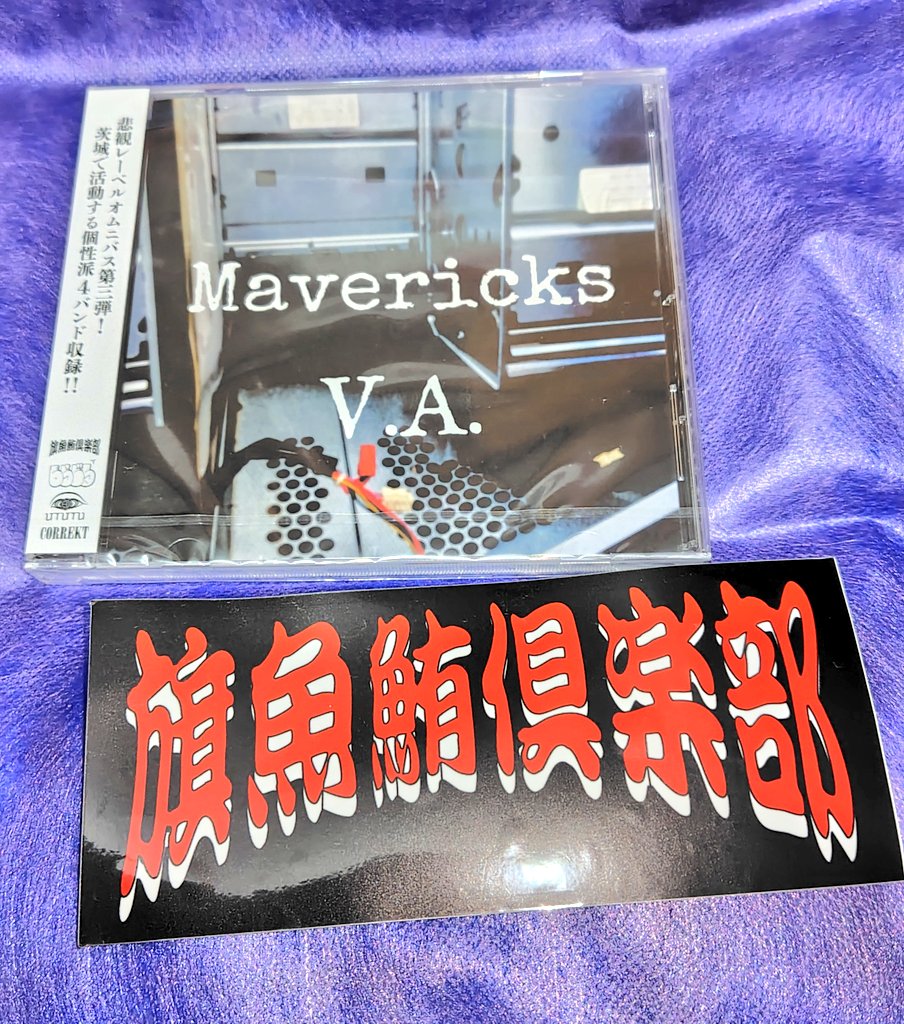 悲観レーベルオムニバス第三弾!
茨城で活動する個性派4バンド収録!!
旗魚鮪倶楽部
CORREKT
Mavericks
V.A.
旗魚鮪倶楽部